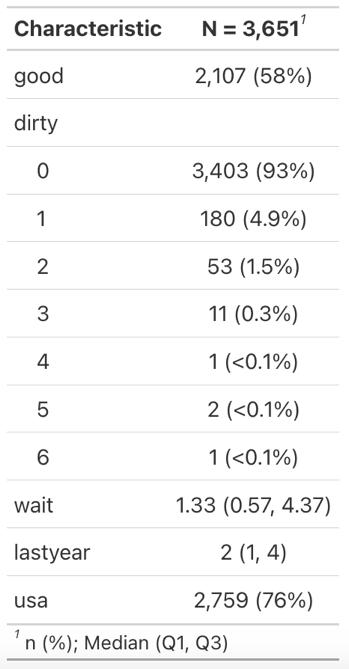 Characteristic N = 3,651¹
good 2,107 (58%)
dirty
0 3,403 (93%)
1 180 (4.9%)
2 53 (1.5%)
3 11 (0.3%)
4 1 (<0.1%)
5 2 (<0.1%)
6 1 (<0.1%)
wait 1.33 (0.57, 4.37)
lastyear 2 (1, 4)
usa 2,759 (76%)
¹ n (%); Median (Q1, Q3)